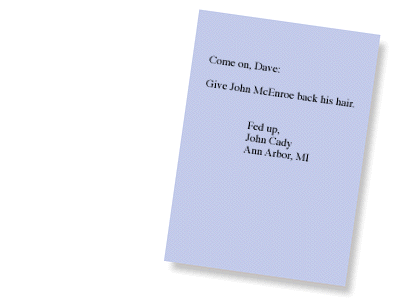 Come on, Dave:
Give John McEnroe back his hair.
Fed up,
John Cady
Ann Arbor, MI